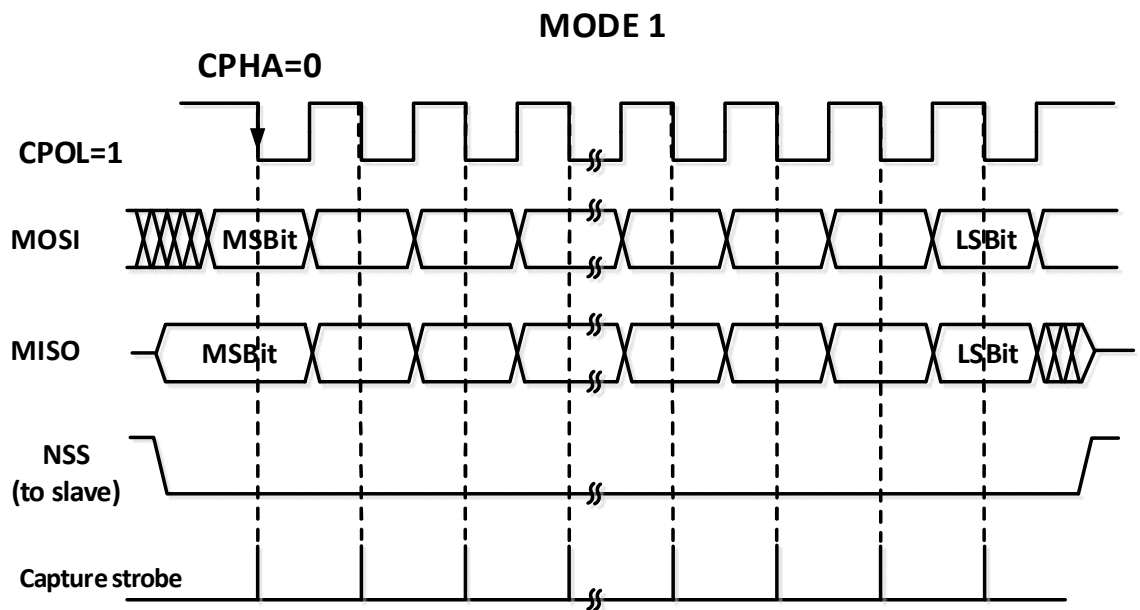 MODE 1
CPHA=0
CPOL=1
MOSI
MSBit
LSBit
MISO
MSBit
LSBit
NSS
(to slave)
Capture strobe